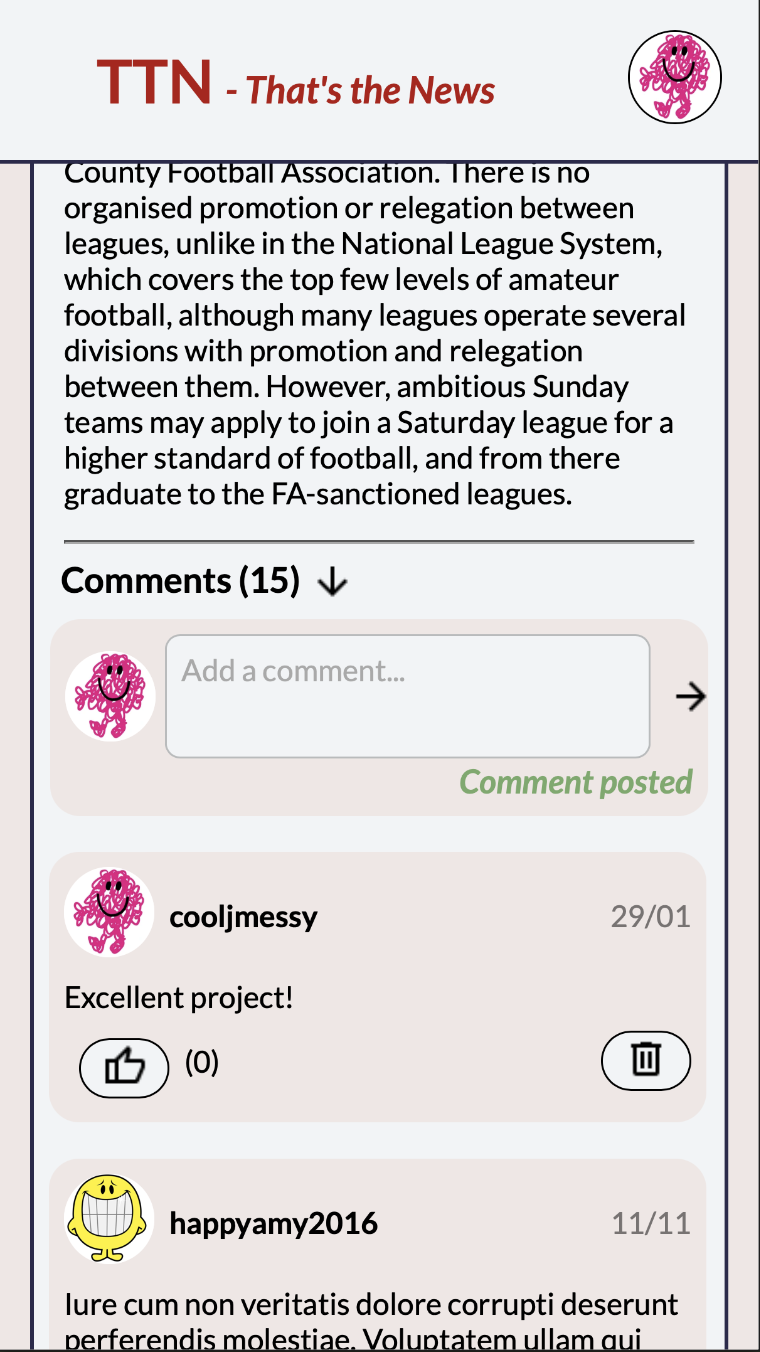 TTN - That's the News
County Football Association. There is no
organised promotion or relegation between
leagues, unlike in the National League System,
which covers the top few levels of amateur
football, although many leagues operate several
divisions with promotion and relegation
between them. However, ambitious Sunday
teams may apply to join a Saturday league for a
higher standard of football, and from there
graduate to the FA-sanctioned leagues.
Comments (15)
Add a comment...
Comment posted
cooljmessy 29/01
Excellent project!
(0)
happyamy2016 11/11
Iure cum non veritatis dolore corrupti deserunt
perferendis molestiae. Voluptatem ullam qui